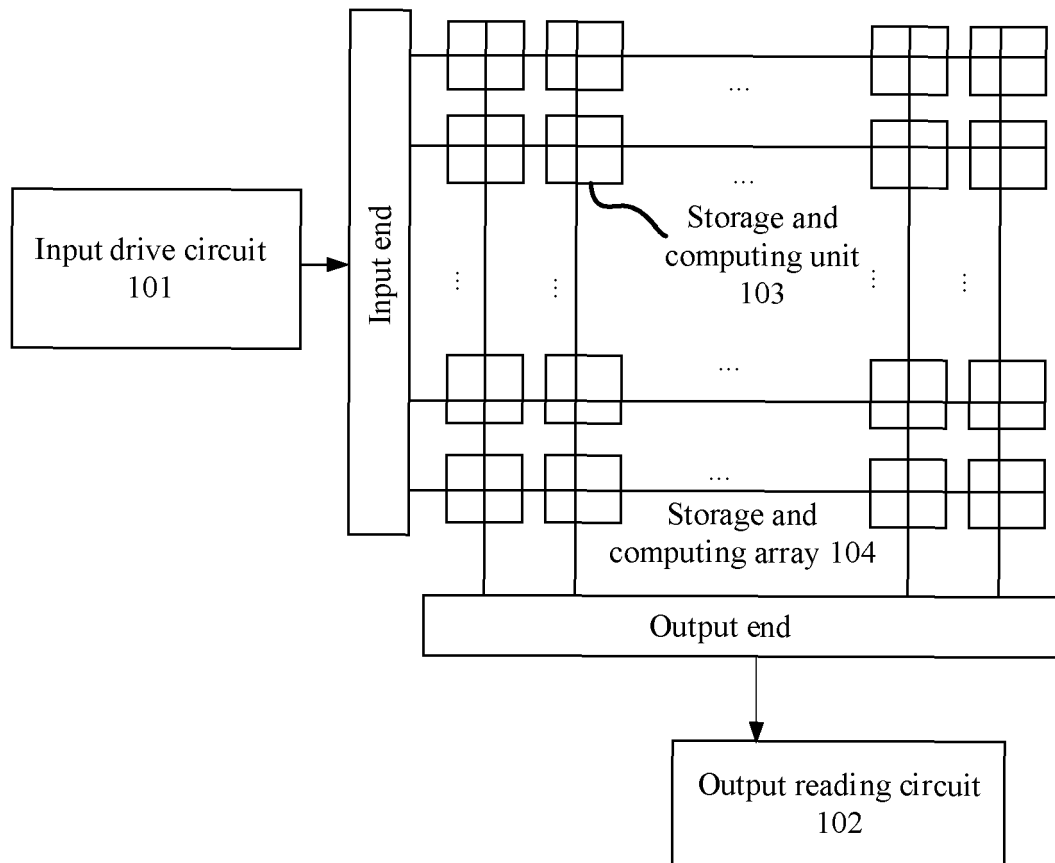 Input drive circuit
101
Input end
Storage and
computing unit
103
Storage and
computing array 104
Output end
Output reading circuit
102